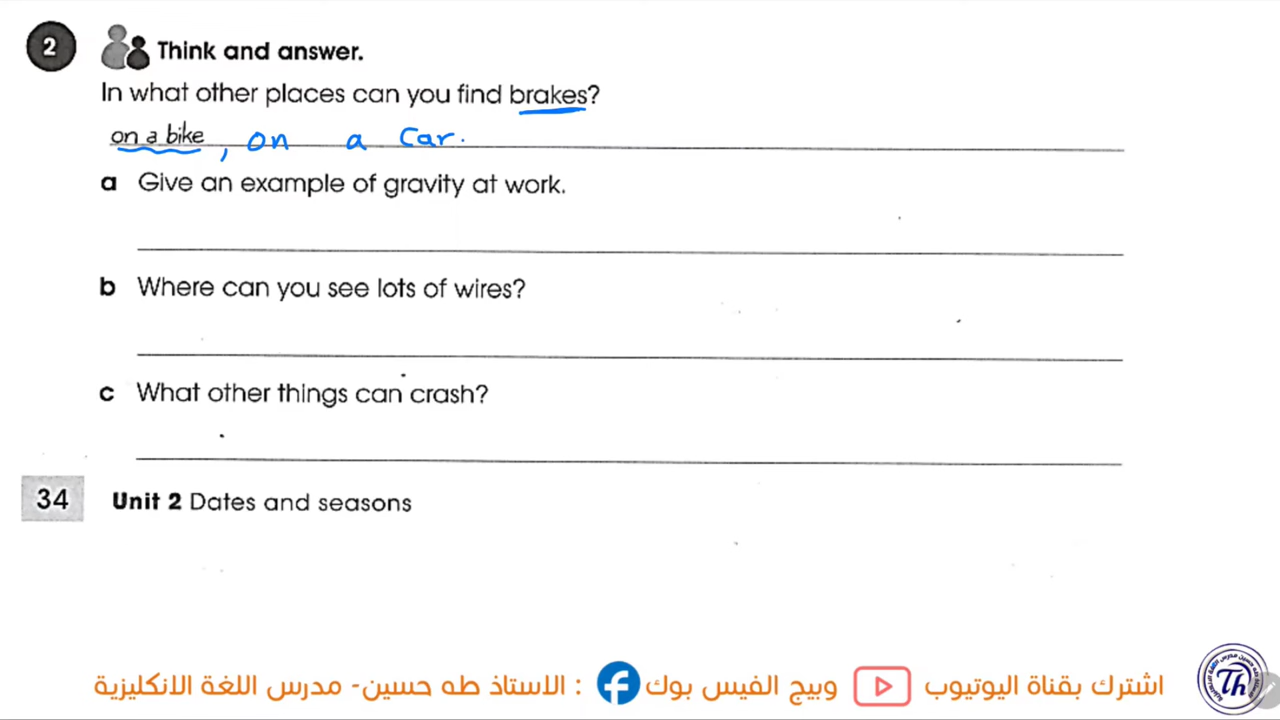 2 Think and answer.
In what other places can you find brakes?
on a bike , on a car.
a Give an example of gravity at work.
b Where can you see lots of wires?
c What other things can crash?
34 Unit 2 Dates and seasons
اشترك بقناة اليوتيوب وبيج الفيس بوك : الاستاذ طه حسين- مدرس اللغة الانكليزية
Th